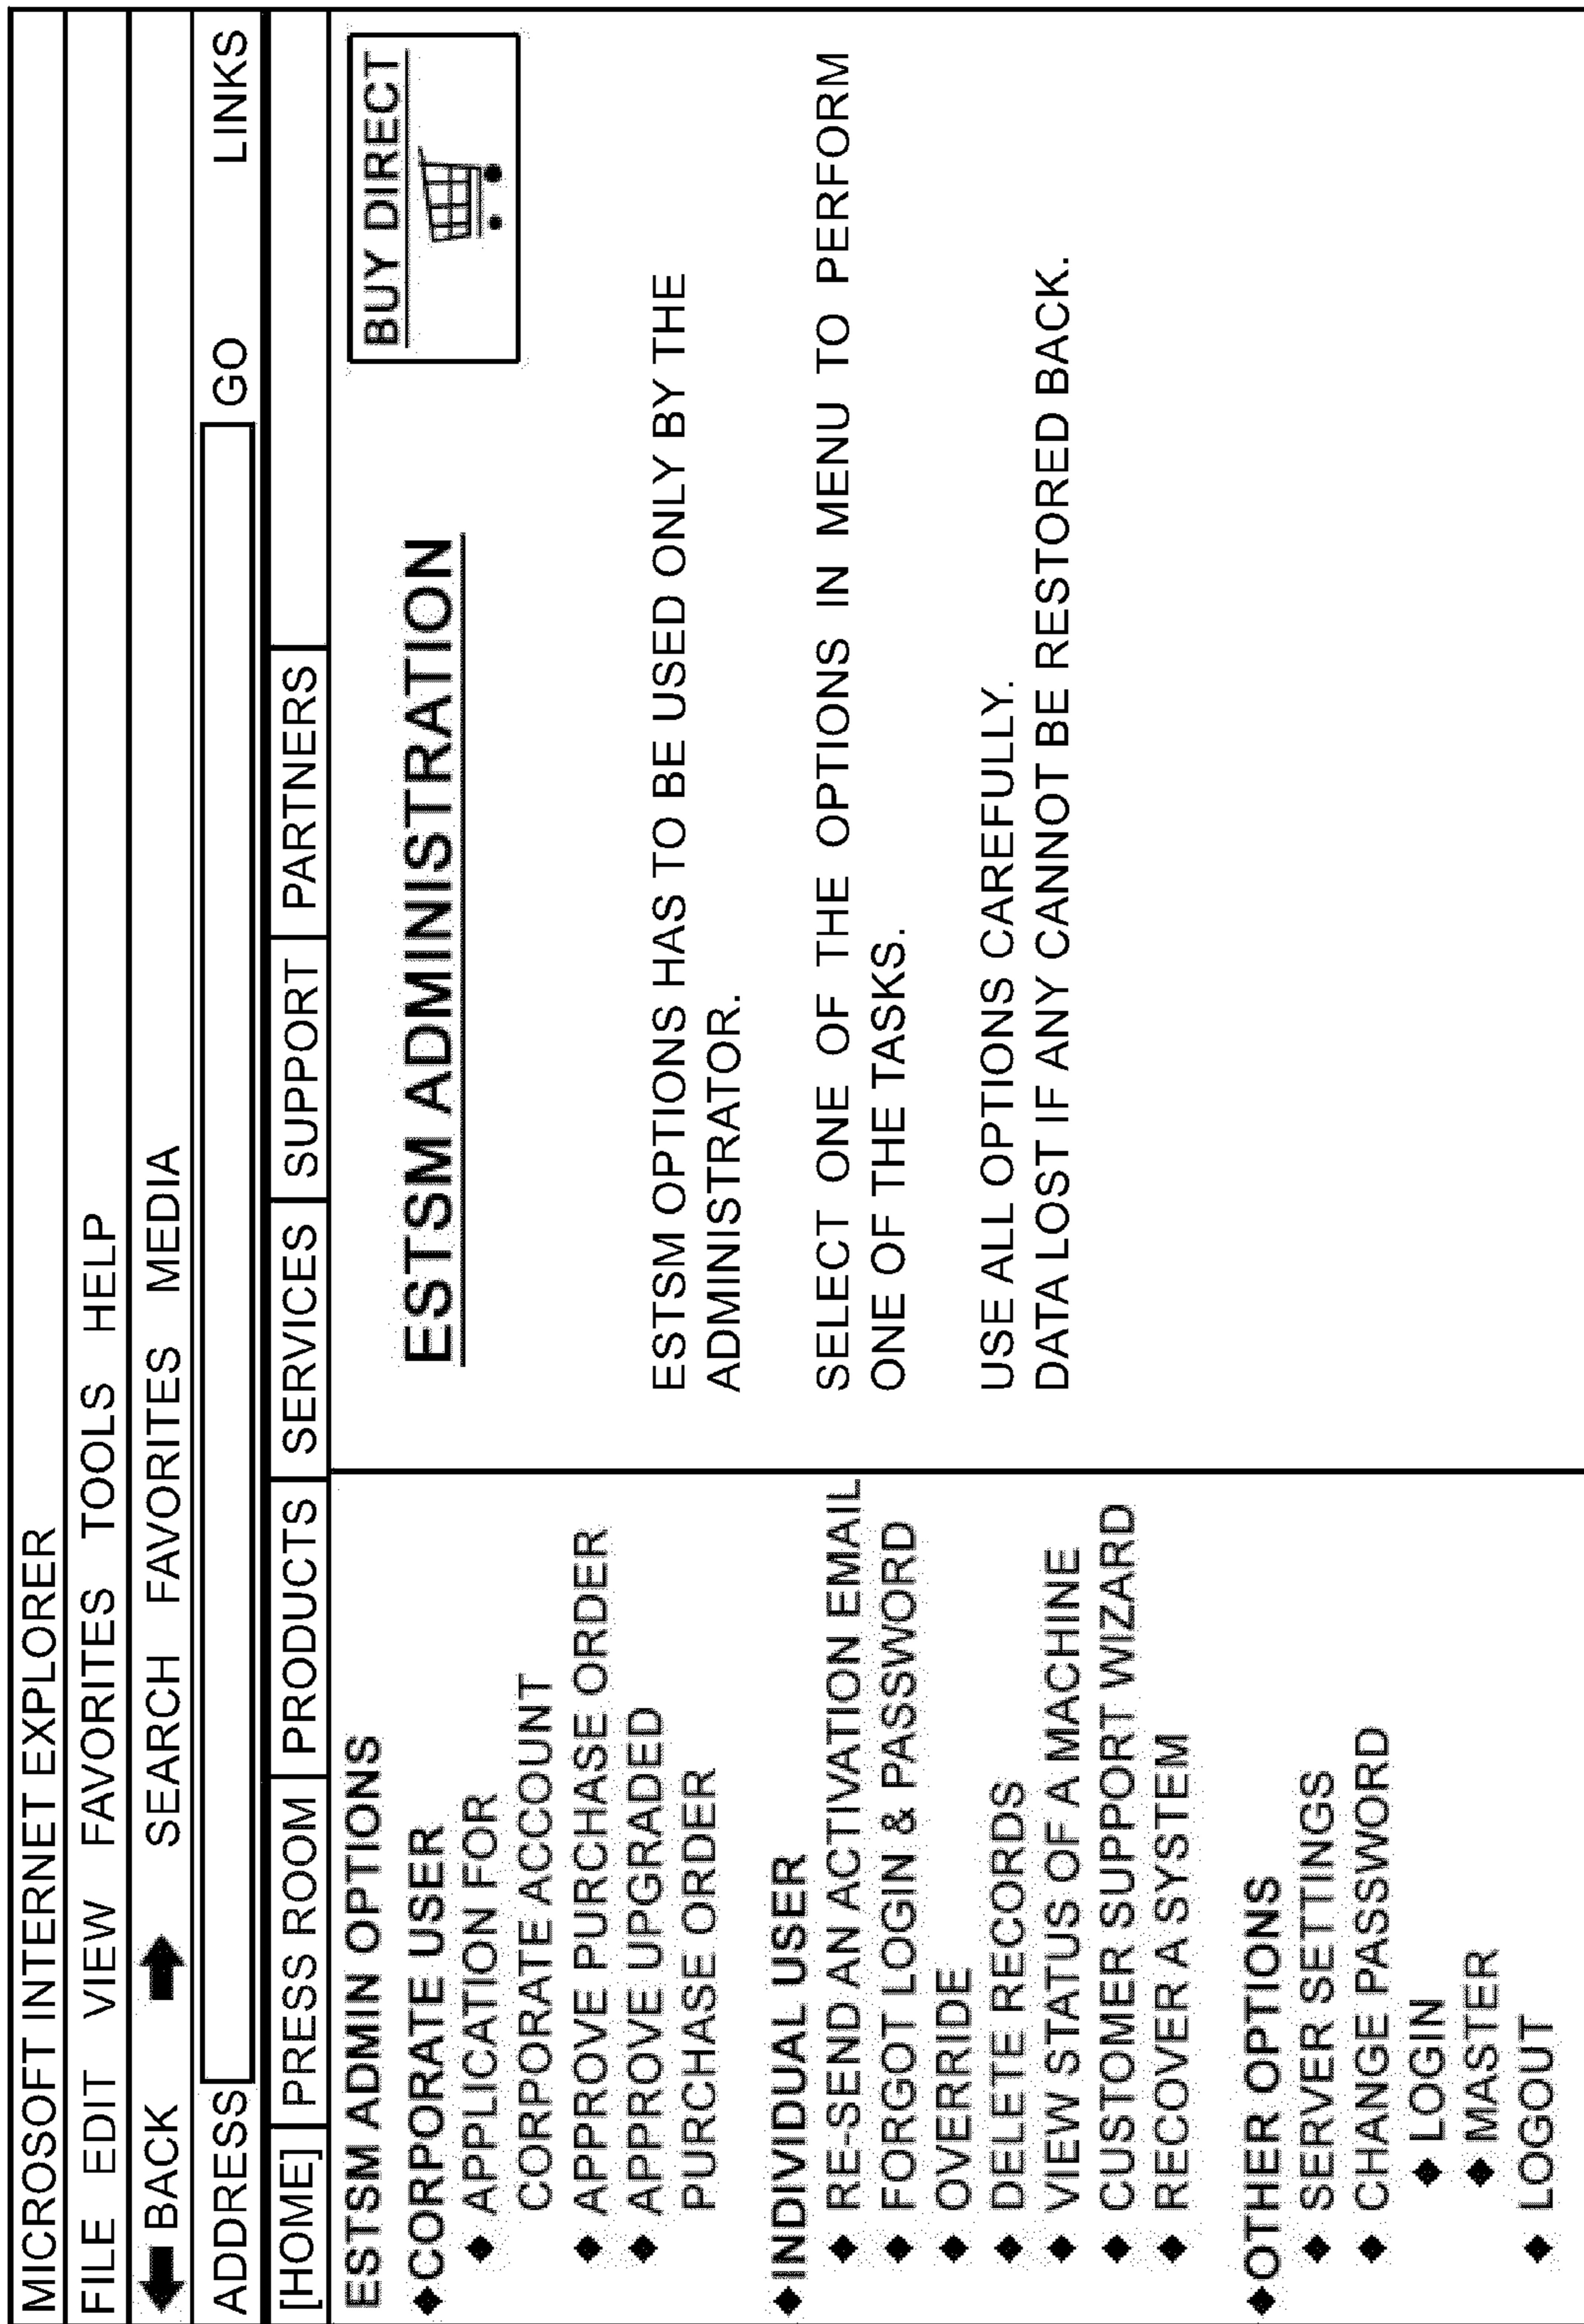 MICROSOFT INTERNET EXPLORER
FILE EDIT VIEW FAVORITES TOOLS HELP
BACK SEARCH FAVORITES MEDIA
ADDRESS GO LINKS
[HOME] PRESS ROOM PRODUCTS SERVICES SUPPORT PARTNERS
ESTSM ADMIN OPTIONS
◆CORPORATE USER
◆ APPLICATION FOR
CORPORATE ACCOUNT
◆ APPROVE PURCHASE ORDER
◆ APPROVE UPGRADED
PURCHASE ORDER
◆INDIVIDUAL USER
◆ RE-SEND AN ACTIVATION EMAIL
◆ FORGOT LOGIN & PASSWORD
◆ OVERRIDE
◆ DELETE RECORDS
◆ VIEW STATUS OF A MACHINE
◆ CUSTOMER SUPPORT WIZARD
◆ RECOVER A SYSTEM
◆OTHER OPTIONS
◆ SERVER SETTINGS
◆ CHANGE PASSWORD
◆ LOGIN
◆ MASTER
◆ LOGOUT
BUY DIRECT
ESTSM ADMINISTRATION
ESTSM OPTIONS HAS TO BE USED ONLY BY THE
ADMINISTRATOR.
SELECT ONE OF THE OPTIONS IN MENU TO PERFORM
ONE OF THE TASKS.
USE ALL OPTIONS CAREFULLY.
DATA LOST IF ANY CANNOT BE RESTORED BACK.